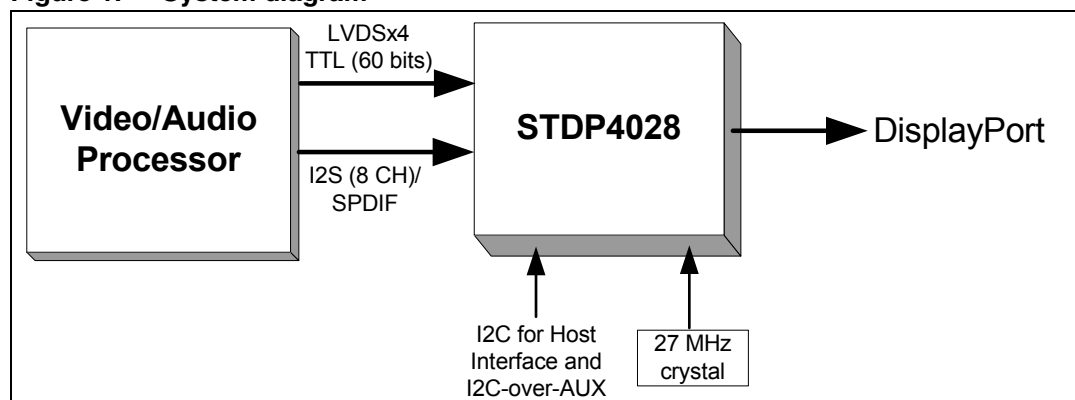 LVDSx4
TTL (60 bits)
Video/Audio
Processor
I2S (8 CH)/
SPDIF
STDP4028
DisplayPort
I2C for Host
Interface and
I2C-over-AUX
27 MHz
crystal